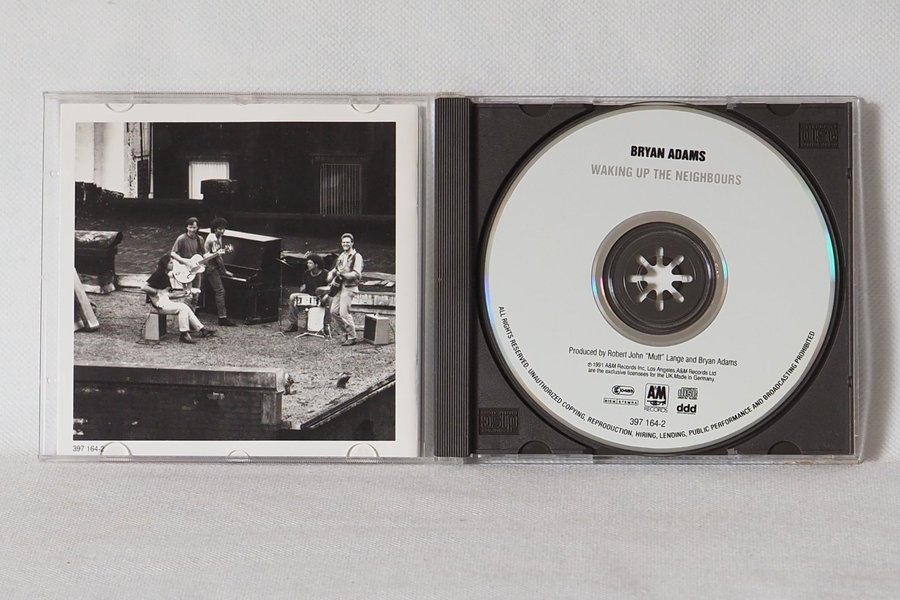 397 164-2
BRYAN ADAMS
WAKING UP THE NEIGHBOURS
Produced by Robert John "Mutt" Lange and Bryan Adams
℗ 1991 A&M Records Inc, Los Angeles. A&M Records Ltd
are the exclusive licensees for the UK. Made in Germany.
A&M
RECORDS
ddd
397 164-2
ALL RIGHTS RESERVED. UNAUTHORIZED COPYING, REPRODUCTION, HIRING, LENDING, PUBLIC PERFORMANCE AND BROADCASTING PROHIBITED